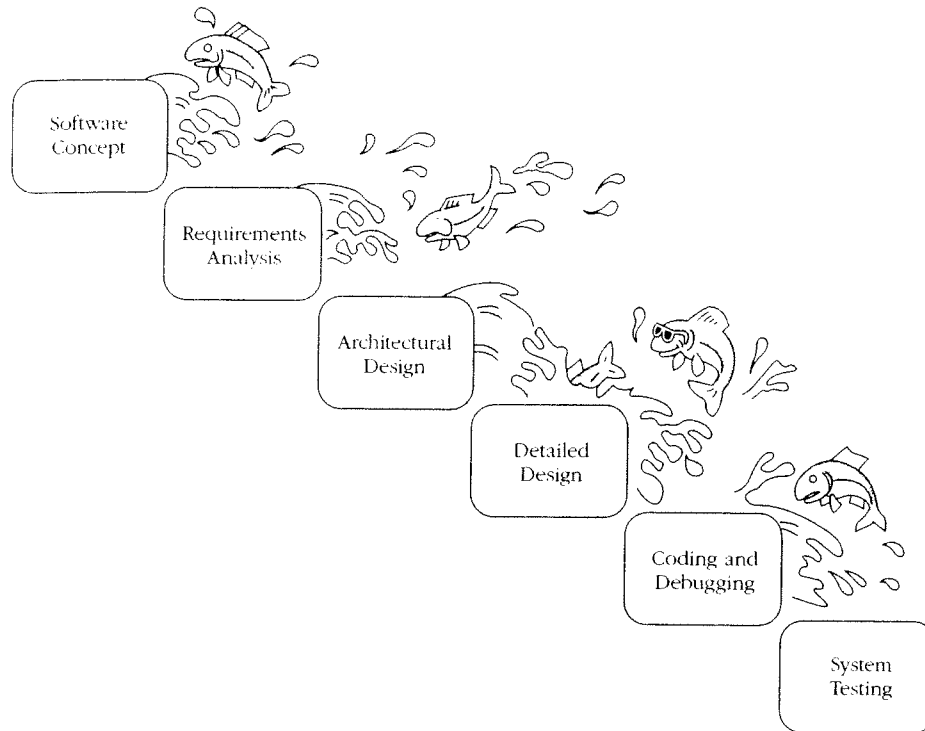 Software
Concept
Requirements
Analysis
Architectural
Design
Detailed
Design
Coding and
Debugging
System
Testing